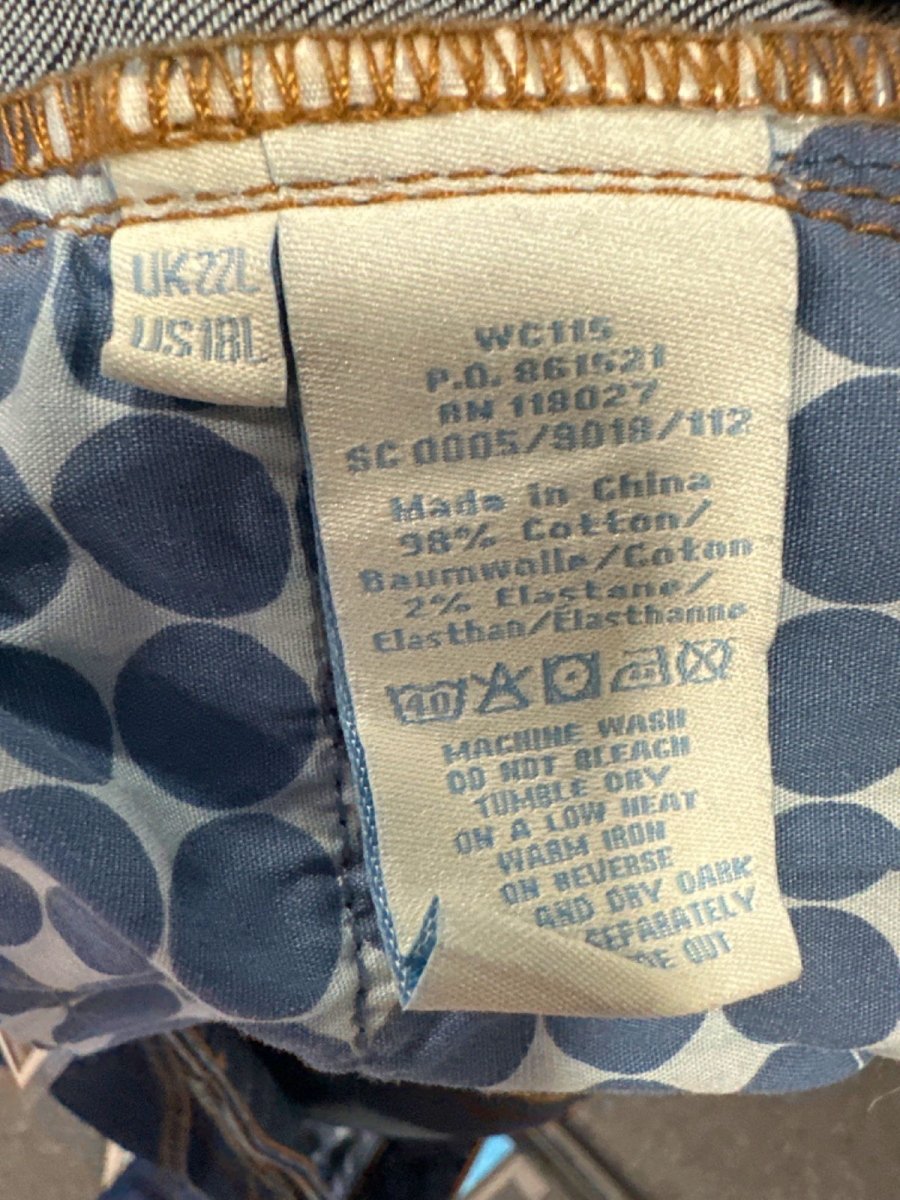 UK22L
US18L
WC115
P.O. 861521
RN 118027
SC 0005/9018/112
Made in China
98% Cotton/
Baumwolle/Coton
2% Elastane/
Elasthan/Élasthanne
40
MACHINE WASH
DO NOT BLEACH
TUMBLE DRY
ON A LOW HEAT
WARM IRON
ON REVERSE
AND DRY DARK
SEPARATELY
OUT